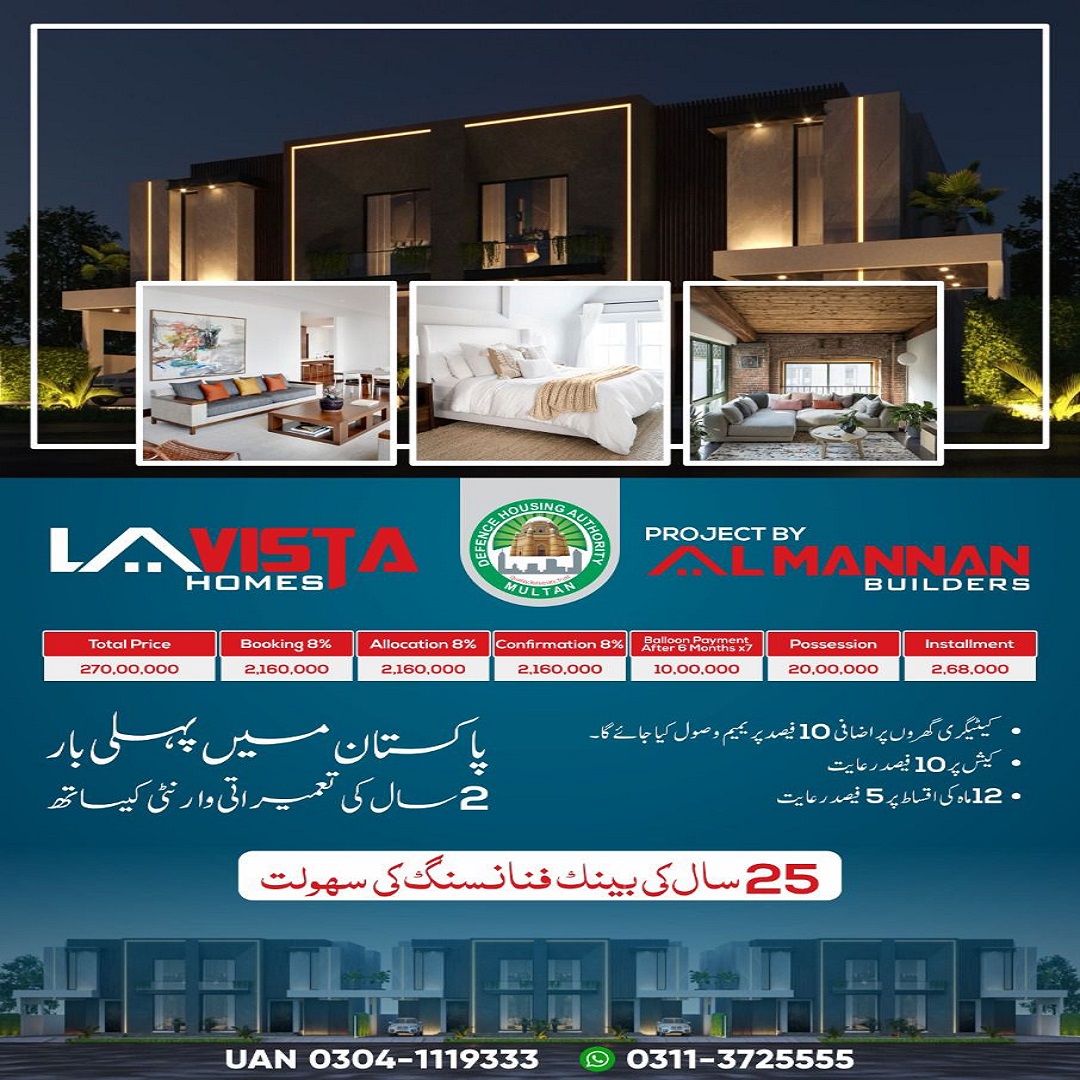 LAVISTA
HOMES
DEFENCE HOUSING AUTHORITY
MULTAN
PROJECT BY
AL MANNAN
BUILDERS
Total Price
Booking 8%
Allocation 8%
Confirmation 8%
Balloon Payment
After 6 Months x7
Possession
Installment
270,00,000
2,160,000
2,160,000
2,160,000
10,00,000
20,00,000
2,68,000
پاکستان میں پہلی بار
2 سال کی تعمیراتی وارنٹی کیساتھ
• کیٹیگری گھروں پر اضافی 10 فیصد پریمیم وصول کیا جائے گا۔
• کیش پر 10 فیصد رعایت
• 12 ماہ کی اقساط پر 5 فیصد رعایت
25 سال کی بینک فنانسنگ کی سہولت
UAN 0304-1119333
0311-3725555